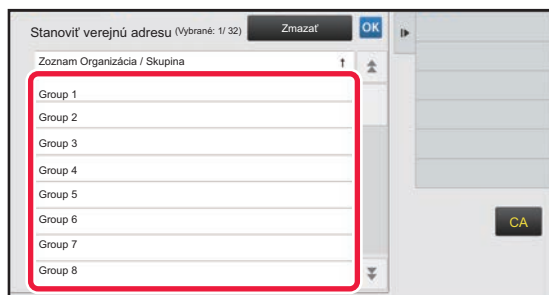 Stanoviť verejnú adresu (Vybrané: 1/ 32) Zmazať OK
Zoznam Organizácia / Skupina
Group 1
Group 2
Group 3
Group 4
Group 5
Group 6
Group 7
Group 8
CA